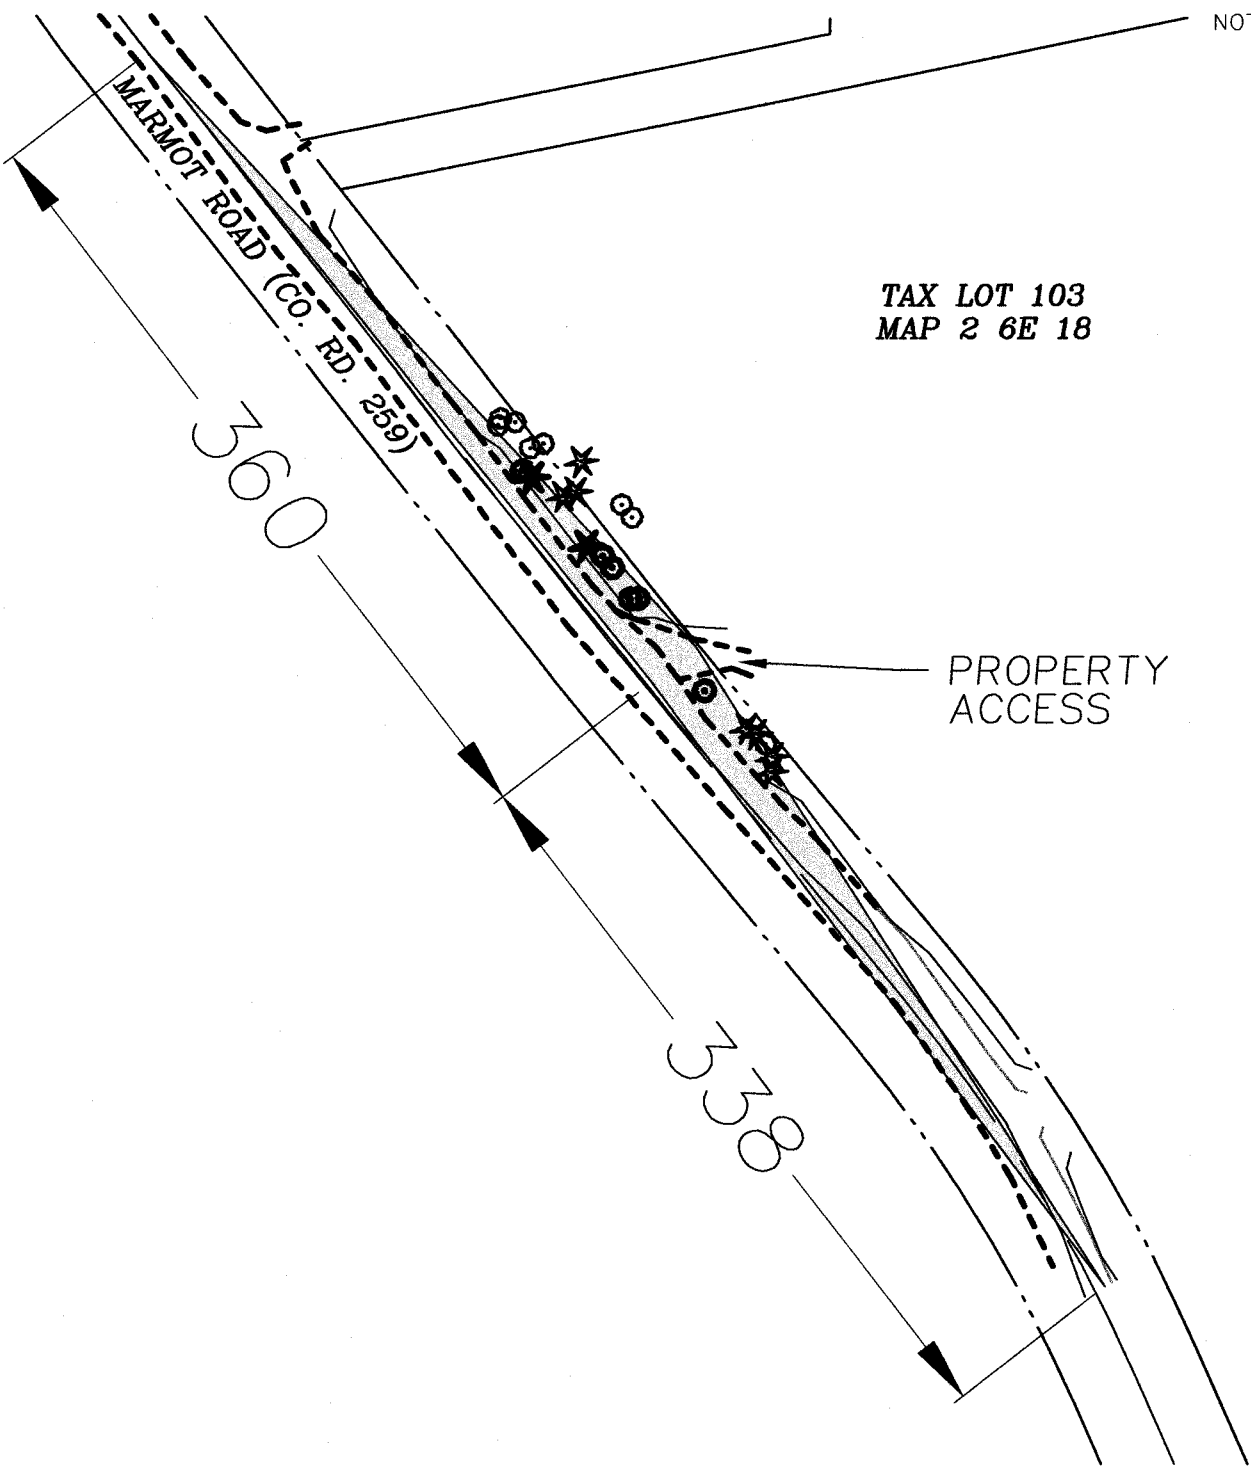 MARMOT ROAD (CO. RD. 259)
TAX LOT 103
MAP 2 6E 18
360
PROPERTY
ACCESS
338